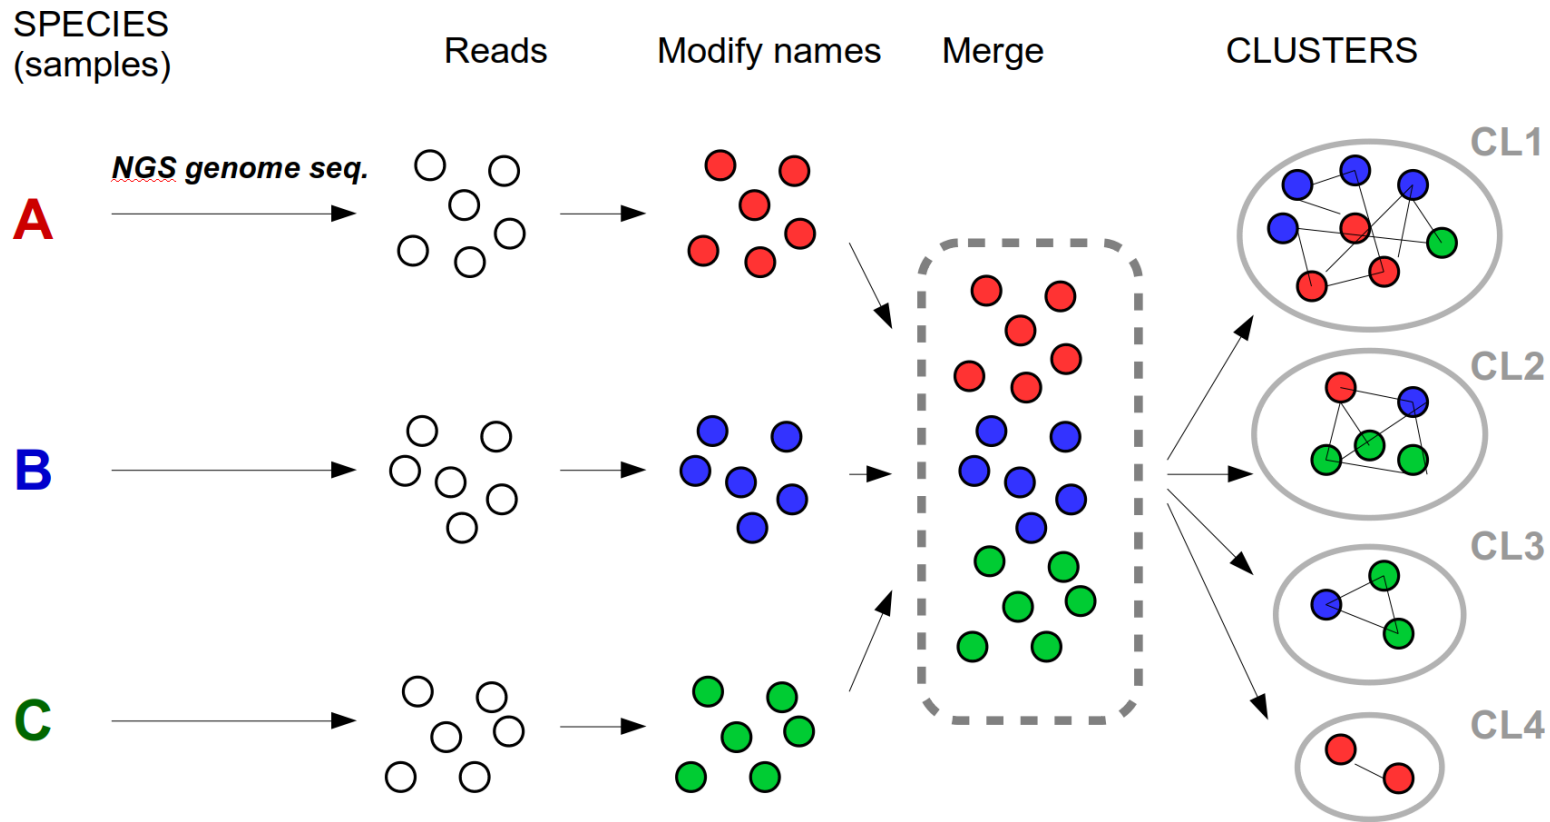 SPECIES
(samples)
Reads
Modify names
Merge
CLUSTERS
NGS genome seq.
A
B
C
CL1
CL2
CL3
CL4